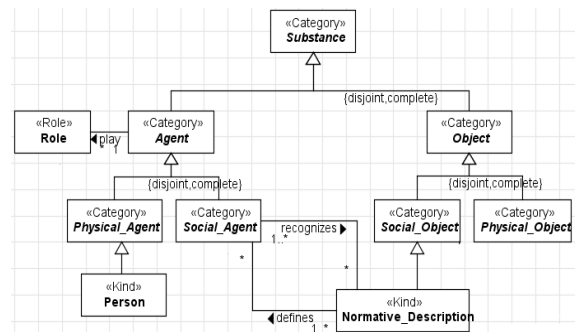 «Category»
Substance
{disjoint,complete}
«Role»
Role
play
* 1
«Category»
Agent
«Category»
Object
{disjoint,complete}
{disjoint,complete}
«Category»
Physical_Agent
«Category»
Social_Agent
recognizes
1..*
*
«Category»
Social_Object
«Category»
Physical_Object
«Kind»
Person
*
defines
1..*
«Kind»
Normative_Description